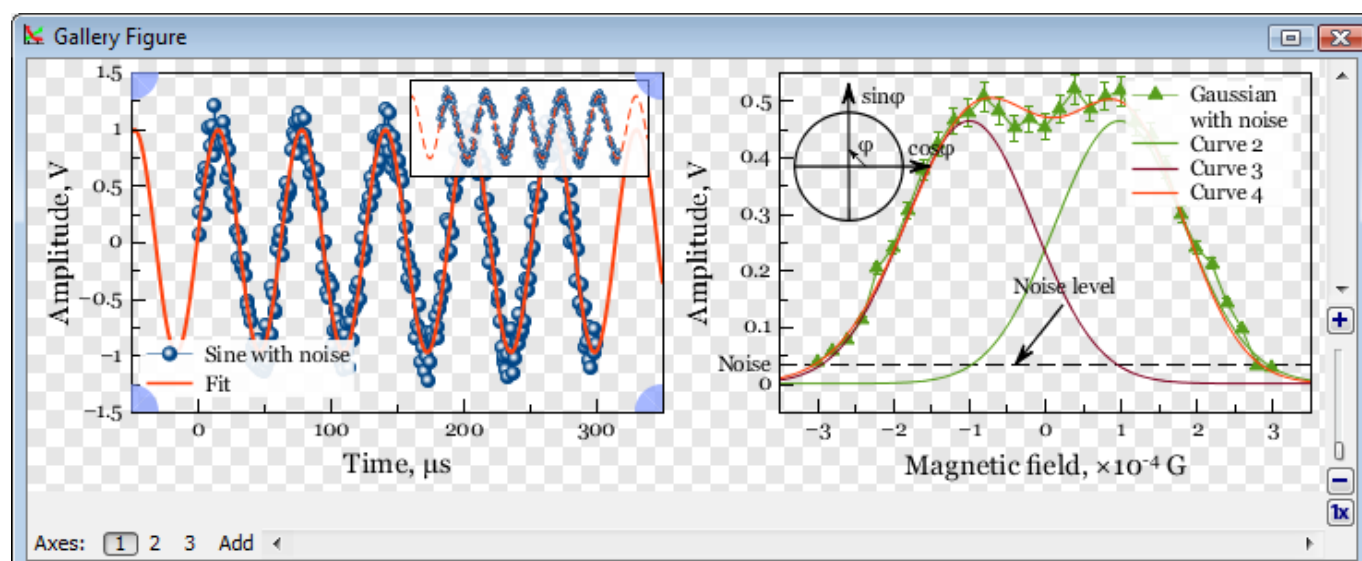 Gallery Figure
1.5
1
0.5
0
−0.5
−1
−1.5
Amplitude, V
Sine with noise
Fit
0
100
200
300
Time, μs
0.5
0.4
0.3
0.2
0.1
Noise
0
Amplitude, V
sinφ
φ
cosφ
Gaussian
with noise
Curve 2
Curve 3
Curve 4
Noise level
−3
−1
0
1
3
Magnetic field, ×10⁻⁴ G
1x
Axes: 1 2 3 Add